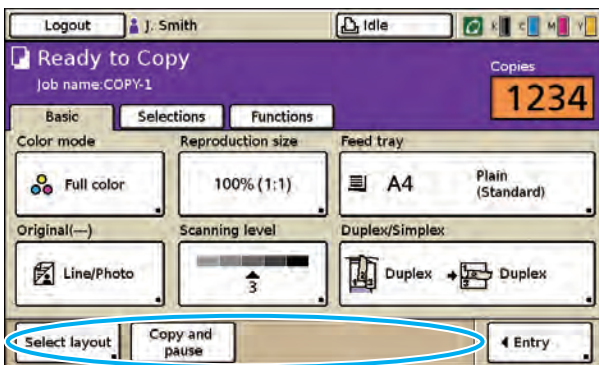 Logout J. Smith Idle K C M Y
Ready to Copy
Job name:COPY-1
Copies
1234
Basic Selections Functions
Color mode Reproduction size Feed tray
Full color 100% (1:1) A4 Plain
(Standard)
Original(---) Scanning level Duplex/Simplex
Line/Photo 3 Duplex Duplex
Select layout Copy and
pause Entry